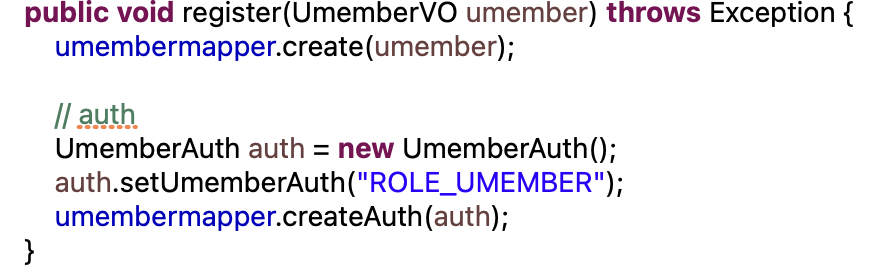 public void register(UmemberVO umember) throws Exception {
umembermapper.create(umember);
// auth
UmemberAuth auth = new UmemberAuth();
auth.setUmemberAuth("ROLE_UMEMBER");
umembermapper.createAuth(auth);
}